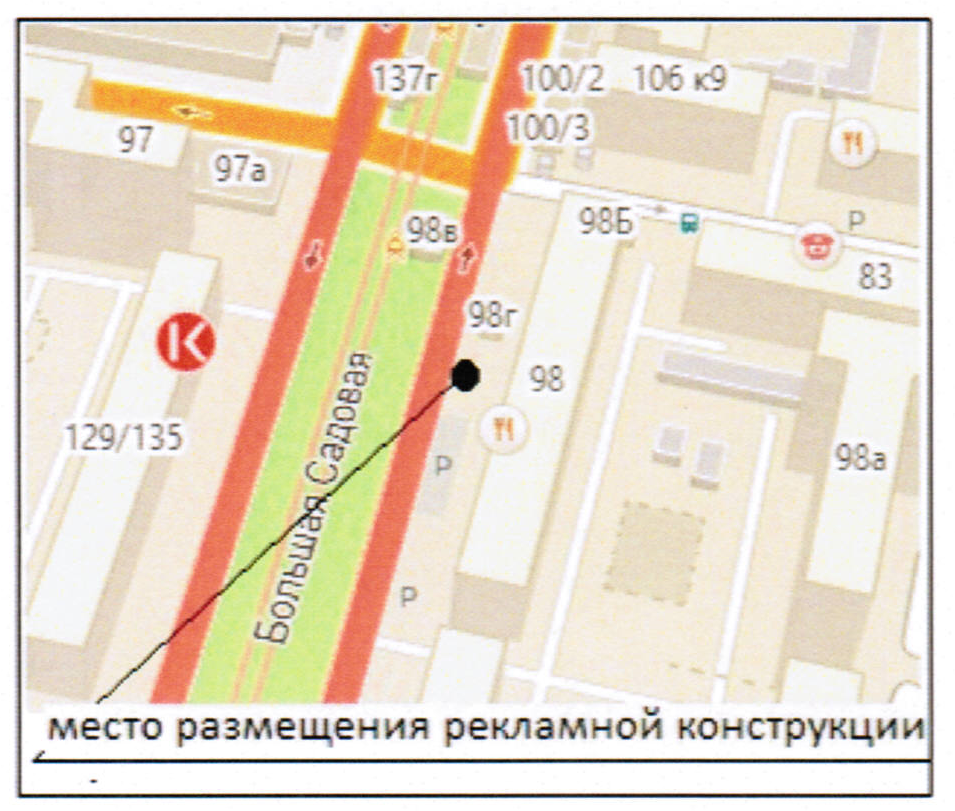 137г
100/2
106 к9
100/3
97
97а
98в
98Б
P
83
98г
98
129/135
P
98а
Большая Садовая
P
место размещения рекламной конструкции